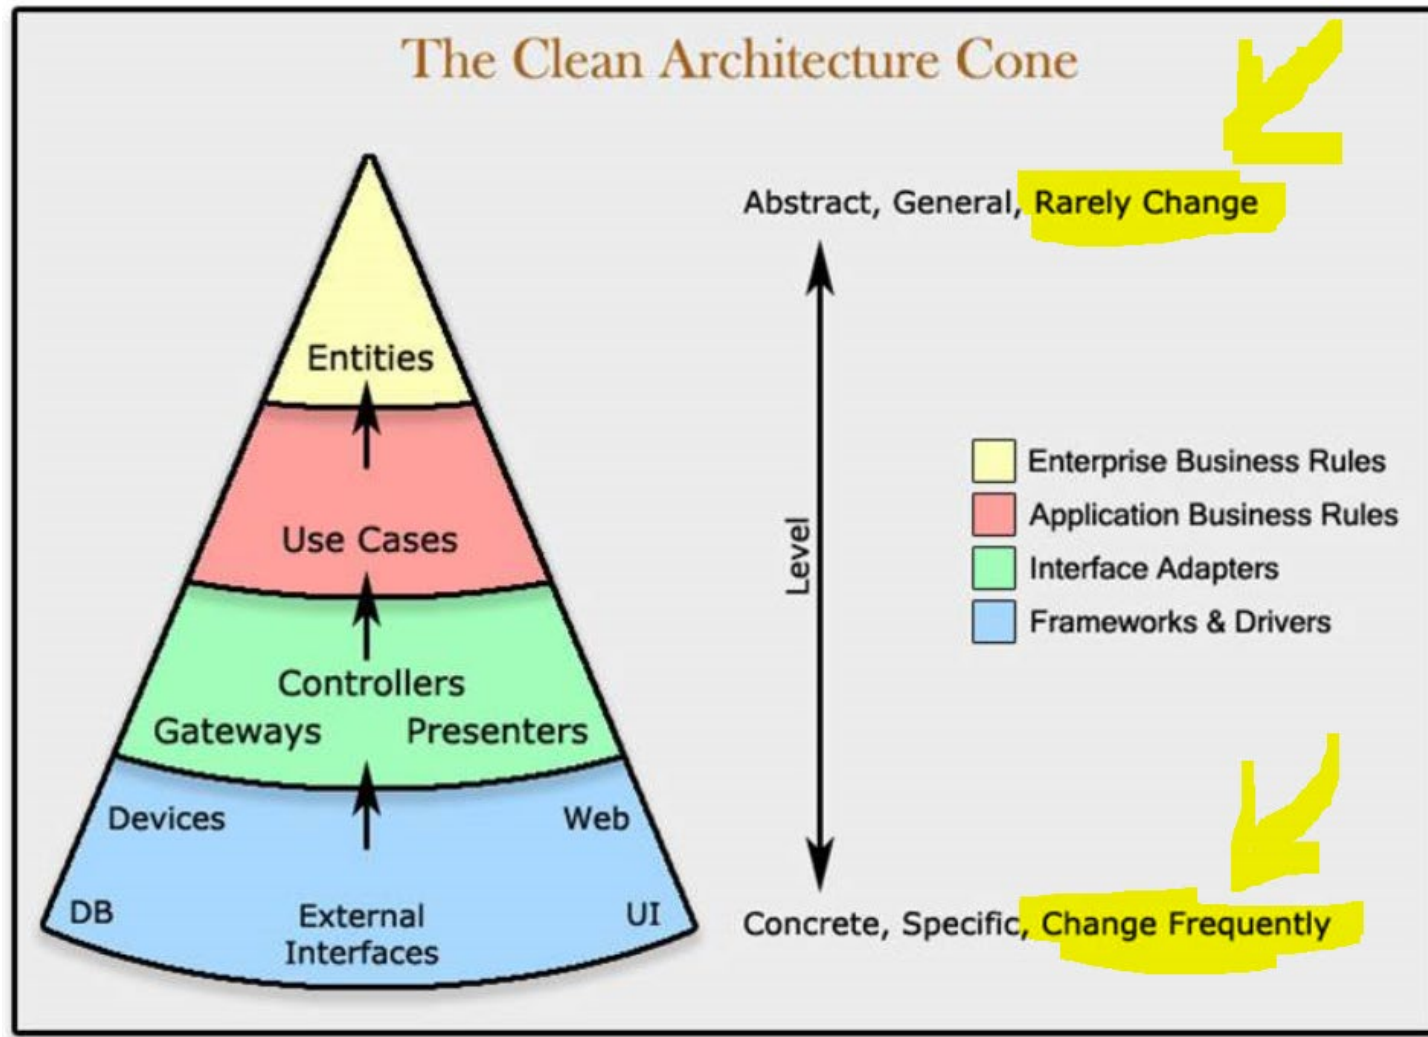 The Clean Architecture Cone
Abstract, General, Rarely Change
Entities
Use Cases
Controllers
Gateways Presenters
Devices Web
DB External UI
Interfaces
Level
Enterprise Business Rules
Application Business Rules
Interface Adapters
Frameworks & Drivers
Concrete, Specific, Change Frequently